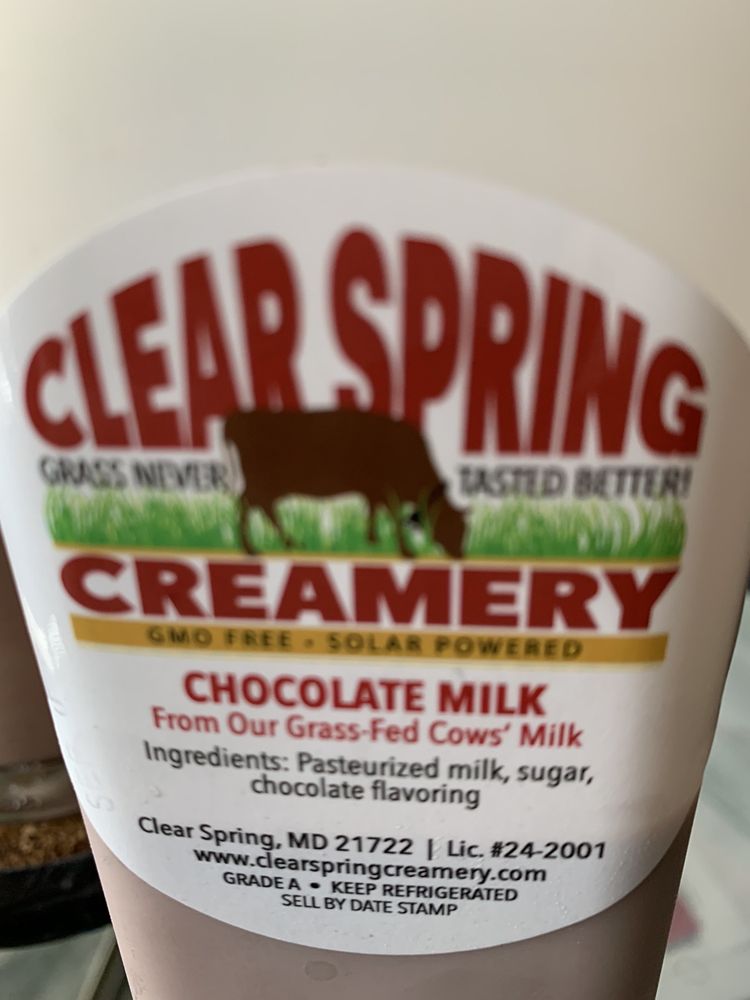 CLEAR SPRING
GRASS NEVER TASTED BETTER!
CREAMERY
GMO FREE • SOLAR POWERED
CHOCOLATE MILK
From Our Grass-Fed Cows' Milk
Ingredients: Pasteurized milk, sugar,
chocolate flavoring
Clear Spring, MD 21722 | Lic. #24-2001
www.clearspringcreamery.com
GRADE A • KEEP REFRIGERATED
SELL BY DATE STAMP